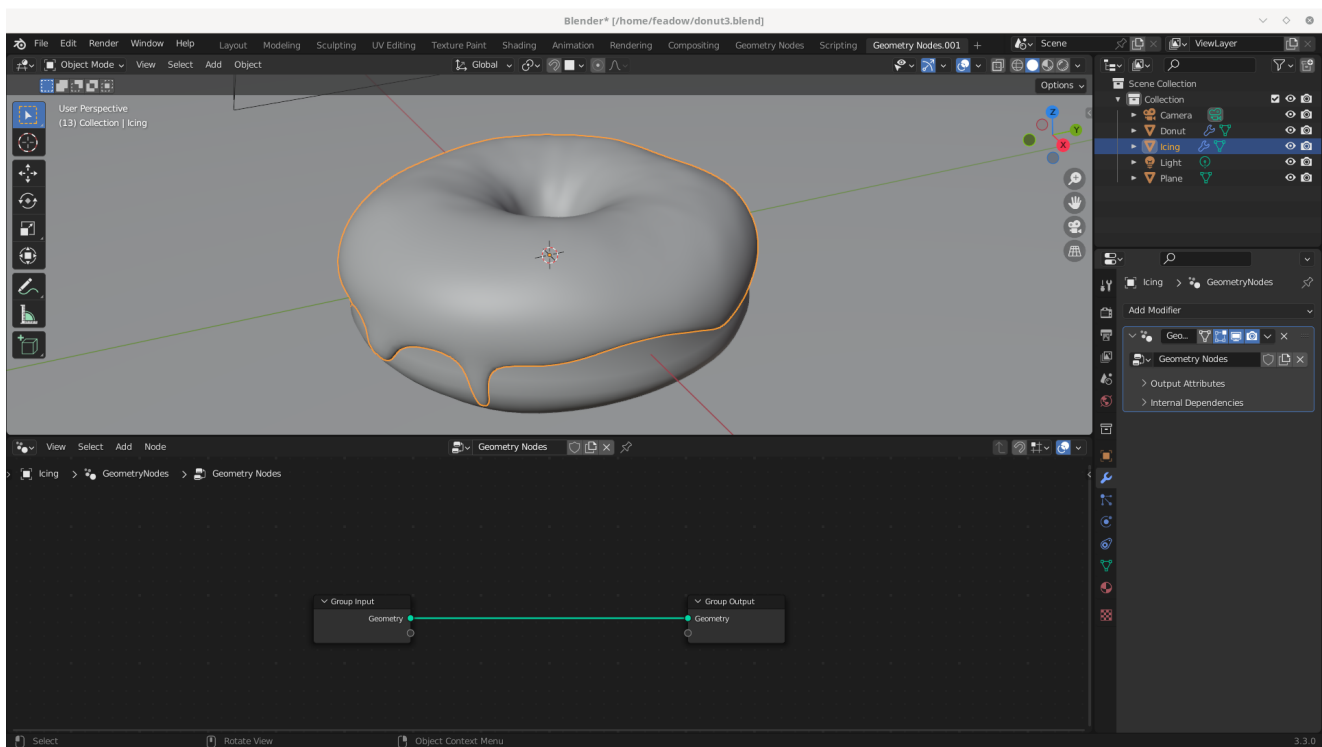 Blender* [/home/feadow/donut3.blend]
File Edit Render Window Help Layout Modeling Sculpting UV Editing Texture Paint Shading Animation Rendering Compositing Geometry Nodes Scripting Geometry Nodes.001 + Scene ViewLayer
Object Mode View Select Add Object Global
Options
User Perspective
(13) Collection | Icing
Z
Y
X
Scene Collection
Collection
Camera
Donut
Icing
Light
Plane
Icing > GeometryNodes
Add Modifier
Geo...
Geometry Nodes
> Output Attributes
> Internal Dependencies
View Select Add Node Geometry Nodes
> Icing > GeometryNodes > Geometry Nodes
Group Input
Geometry
Group Output
Geometry
Select Rotate View Object Context Menu 3.3.0